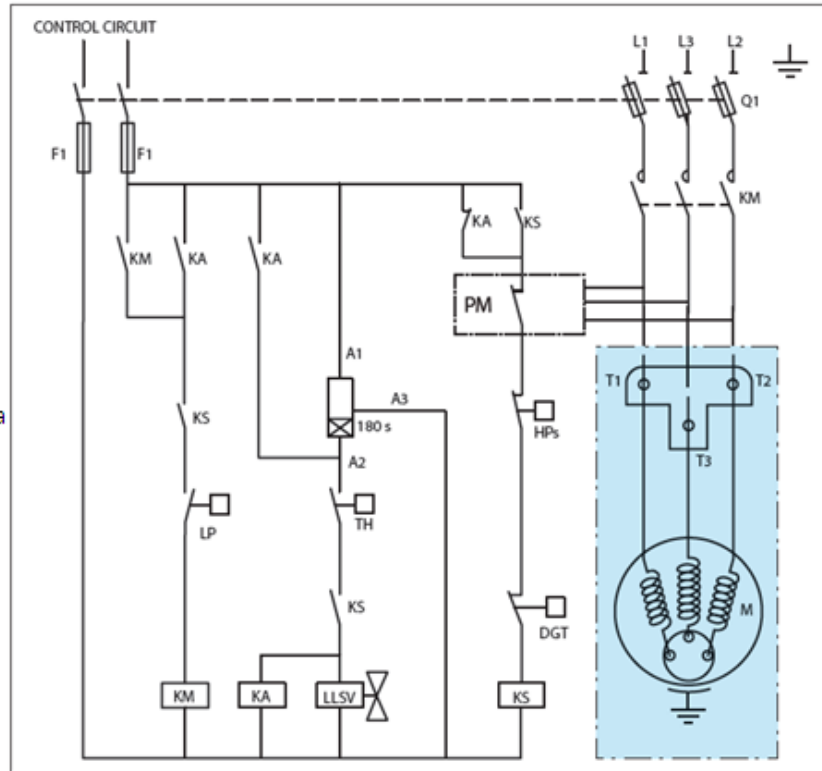 CONTROL CIRCUIT
L1 L3 L2
Q1
F1 F1
KM
KA KS
KM KA KA
PM
A1
T1 T2
A3
a
KS
180 s
HPs
A2
T3
LP
TH
KS
M
DGT
KM KA LLSV KS